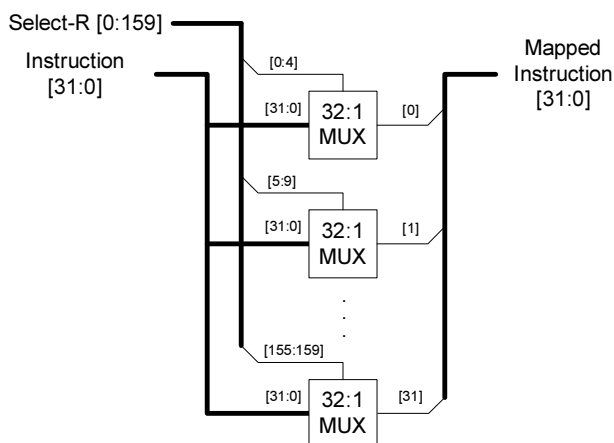 Select-R [0:159]
Instruction
[31:0]
Mapped
Instruction
[31:0]
[0:4]
[31:0]
32:1
MUX
[0]
[5:9]
[31:0]
32:1
MUX
[1]
[155:159]
[31:0]
32:1
MUX
[31]